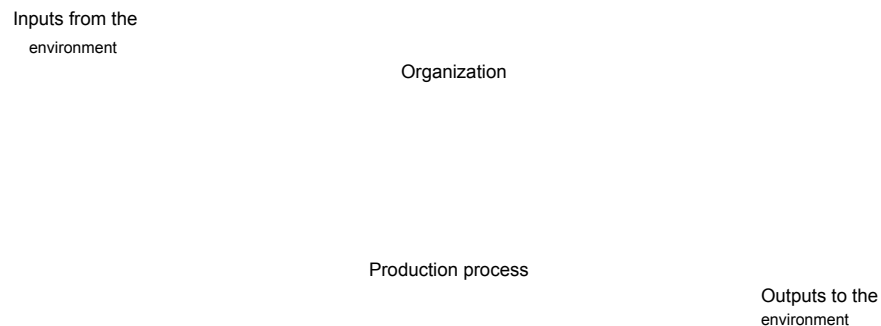 Inputs from the
environment
Organization
Production process
Outputs to the
environment